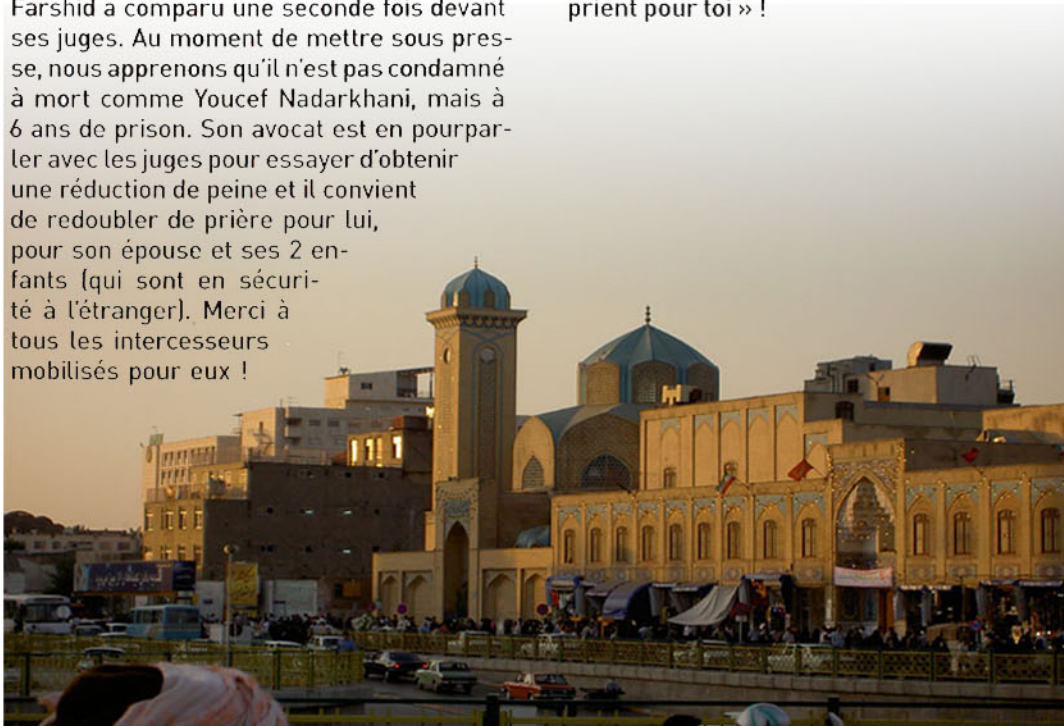 Farshid a comparu une seconde fois devant
ses juges. Au moment de mettre sous pres-
se, nous apprenons qu'il n'est pas condamné
à mort comme Youcef Nadarkhani, mais à
6 ans de prison. Son avocat est en pourpar-
ler avec les juges pour essayer d'obtenir
une réduction de peine et il convient
de redoubler de prière pour lui,
pour son épouse et ses 2 en-
fants (qui sont en sécuri-
té à l'étranger). Merci à
tous les intercesseurs
mobilisés pour eux !
prient pour toi » !